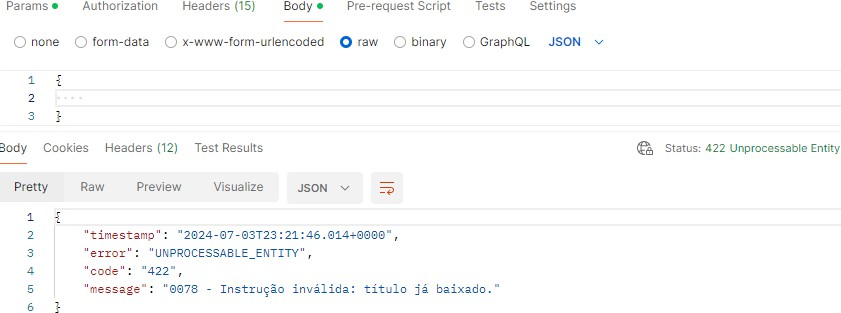 Params Authorization Headers (15) Body Pre-request Script Tests Settings
none form-data x-www-form-urlencoded raw binary GraphQL JSON
1 {
2 ····
3 }
Body Cookies Headers (12) Test Results Status: 422 Unprocessable Entity
Pretty Raw Preview Visualize JSON
1 {
2 "timestamp": "2024-07-03T23:21:46.014+0000",
3 "error": "UNPROCESSABLE_ENTITY",
4 "code": "422",
5 "message": "0078 - Instrução inválida: título já baixado."
6 }